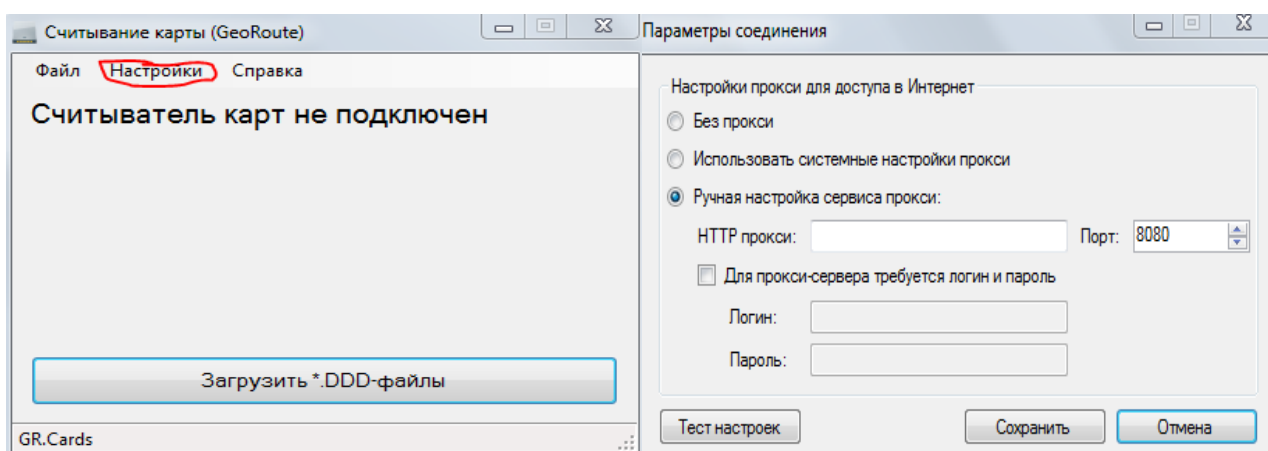 Считывание карты (GeoRoute)
Файл Настройки Справка
Считыватель карт не подключен
Загрузить *.DDD-файлы
GR.Cards
Параметры соединения
Настройки прокси для доступа в Интернет
Без прокси
Использовать системные настройки прокси
Ручная настройка сервиса прокси:
HTTP прокси: Порт: 8080
Для прокси-сервера требуется логин и пароль
Логин:
Пароль:
Тест настроек Сохранить Отмена